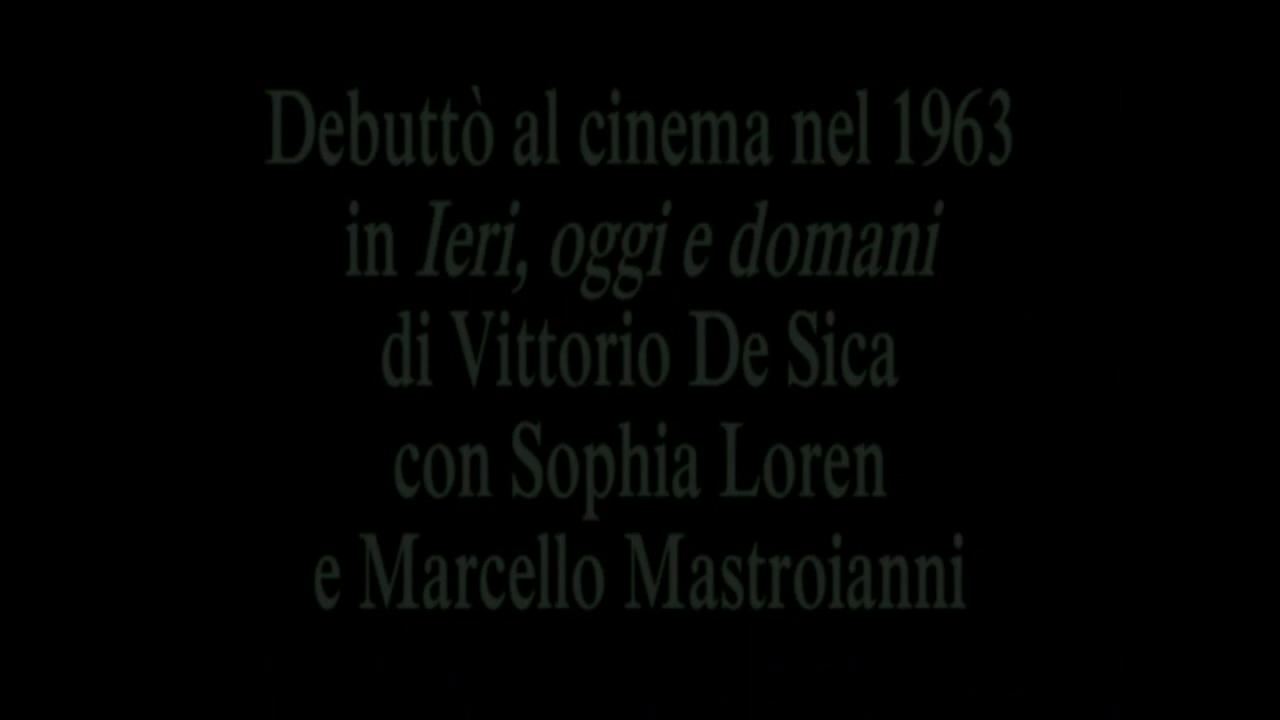 Debuttò al cinema nel 1963
in Ieri, oggi e domani
di Vittorio De Sica
con Sophia Loren
e Marcello Mastroianni